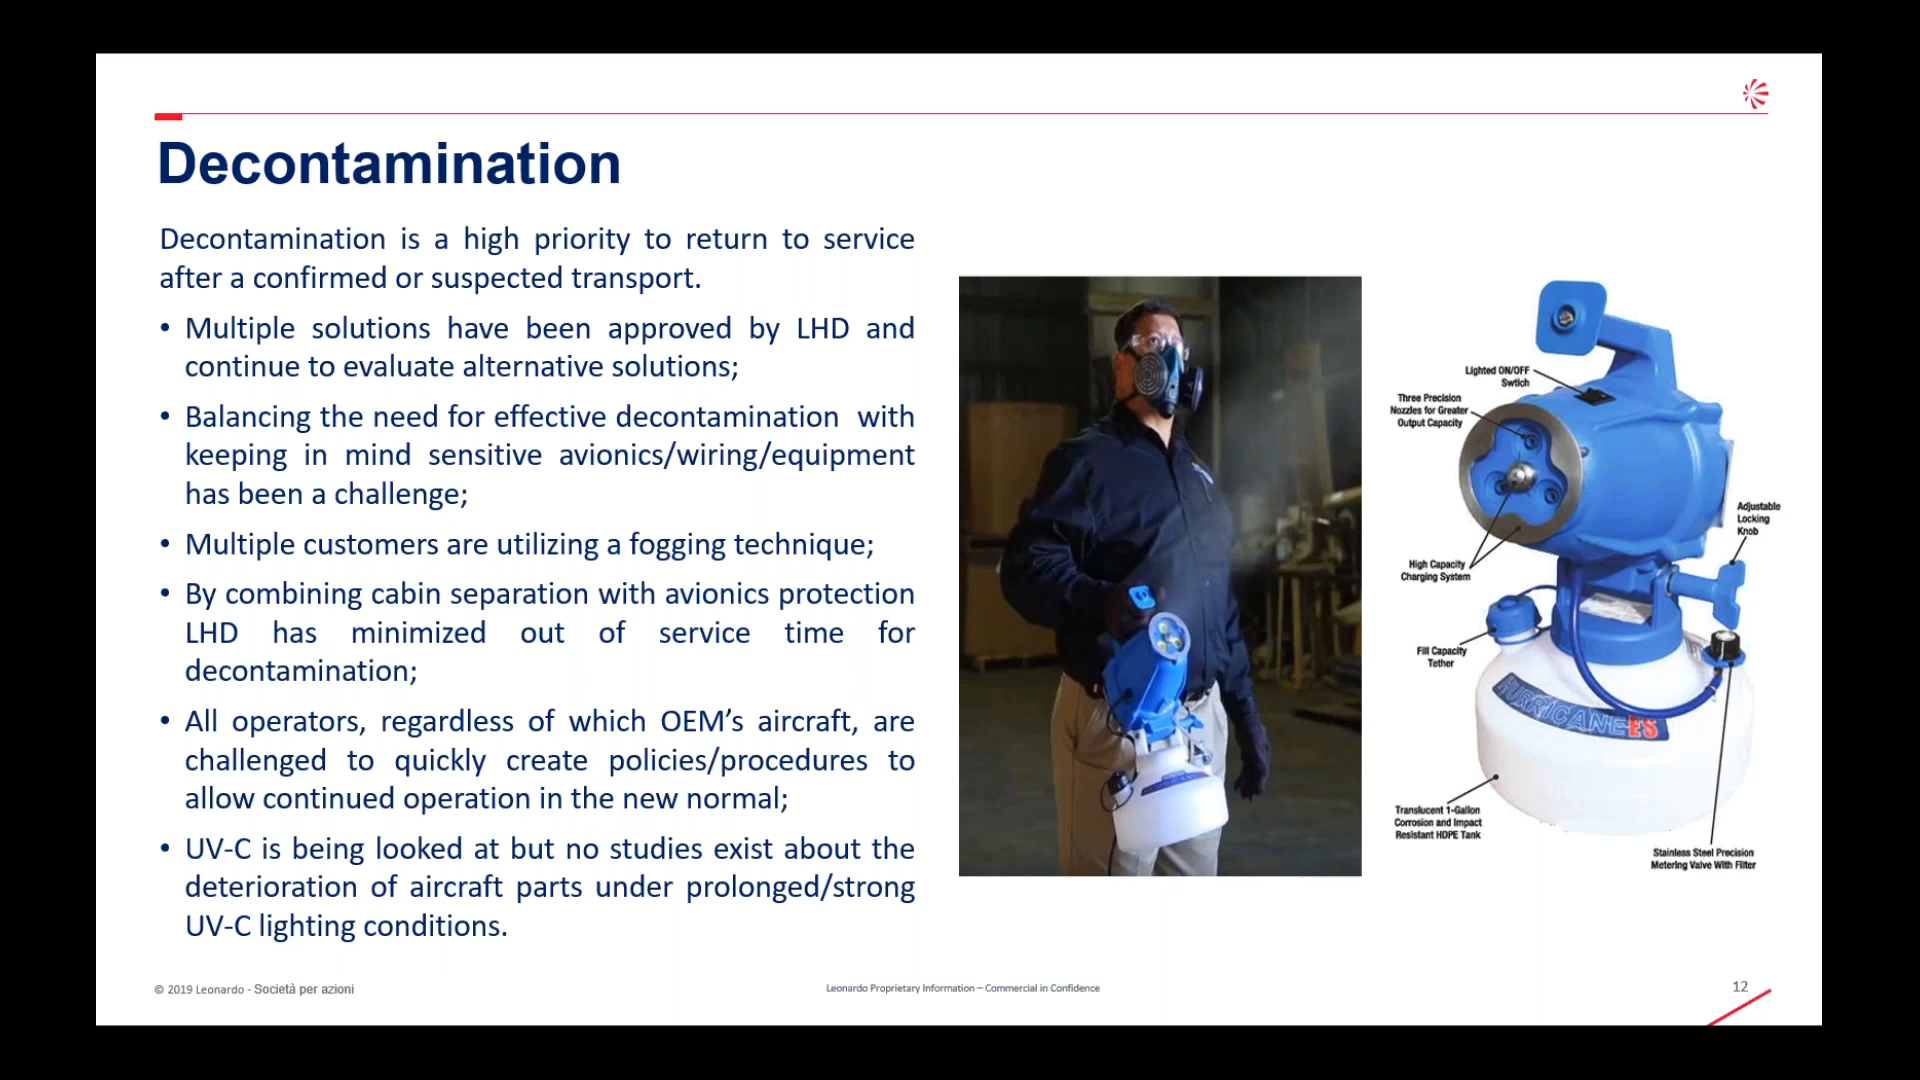 Decontamination
Decontamination is a high priority to return to service
after a confirmed or suspected transport.
• Multiple solutions have been approved by LHD and
continue to evaluate alternative solutions;
• Balancing the need for effective decontamination with
keeping in mind sensitive avionics/wiring/equipment
has been a challenge;
• Multiple customers are utilizing a fogging technique;
• By combining cabin separation with avionics protection
LHD has minimized out of service time for
decontamination;
• All operators, regardless of which OEM’s aircraft, are
challenged to quickly create policies/procedures to
allow continued operation in the new normal;
• UV-C is being looked at but no studies exist about the
deterioration of aircraft parts under prolonged/strong
UV-C lighting conditions.
Lighted ON/OFF
Swtich
Three Precision
Nozzles for Greater
Output Capacity
Adjustable
Locking
Knob
High Capacity
Charging System
Fill Capacity
Tether
HURRICANE ES
Translucent 1-Gallon
Corrosion and Impact
Resistant HDPE Tank
Stainless Steel Precision
Metering Valve With Filter
© 2019 Leonardo - Società per azioni
Leonardo Proprietary Information – Commercial in Confidence
12